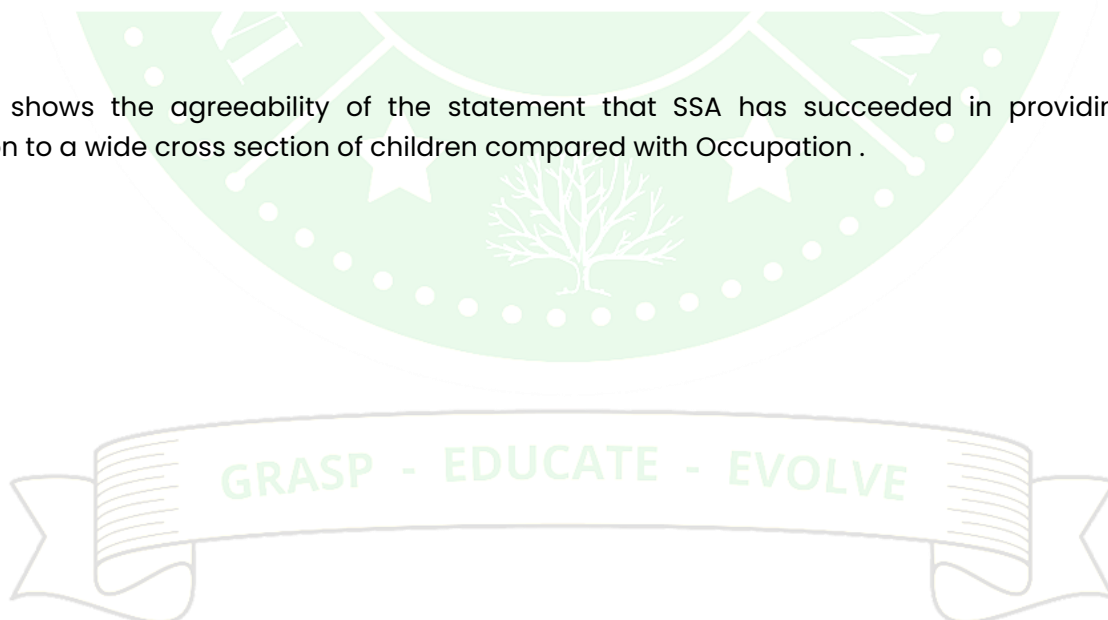 shows the agreeability of the statement that SSA has succeeded in
to a wide cross section of children compared with Occupation .
GRASP - EDUCATE - EVOLVE